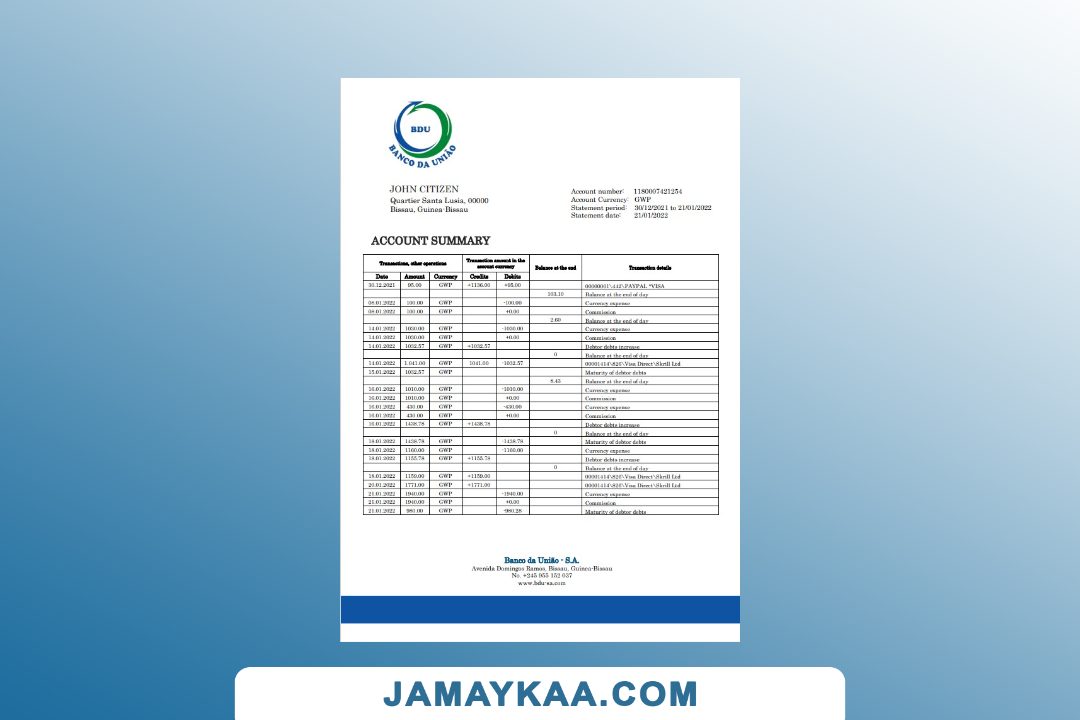 BDU
BANCO DA UNIÃO
JOHN CITIZEN
Quartier Santa Lusia, 00000
Bissau, Guinea-Bissau
Account number: 1180007421254
Account Currency: GWP
Statement period: 30/12/2021 to 21/01/2022
Statement date: 21/01/2022
ACCOUNT SUMMARY
Transactions, other operations Transaction amount in the account currency Balance at the end Transaction details
Date Amount Currency Credits Debits
30.12.2021 95.00 GWP +1136.00 +95.00 00000001\442\PAYPAL *VISA
103.10 Balance at the end of day
08.01.2022 100.00 GWP -100.00 Currency expense
08.01.2022 100.00 GWP +0.00 Commission
2.60 Balance at the end of day
14.01.2022 1030.00 GWP -1030.00 Currency expense
14.01.2022 1030.00 GWP +0.00 Commission
14.01.2022 1032.57 GWP +1032.57 Debtor debts increase
0 Balance at the end of day
14.01.2022 1 041.00 GWP 1041.00 -1032.57 00001414\826\Visa Direct\Skrill Ltd
15.01.2022 1032.57 GWP Maturity of debtor debts
8.43 Balance at the end of day
16.01.2022 1010.00 GWP -1010.00 Currency expense
16.01.2022 1010.00 GWP +0.00 Commission
16.01.2022 430.00 GWP -430.00 Currency expense
16.01.2022 430.00 GWP +0.00 Commission
16.01.2022 1438.78 GWP +1438.78 Debtor debts increase
0 Balance at the end of day
18.01.2022 1438.78 GWP -1438.78 Maturity of debtor debts
18.01.2022 1160.00 GWP -1160.00 Currency expense
18.01.2022 1155.78 GWP +1155.78 Debtor debts increase
0 Balance at the end of day
18.01.2022 1159.00 GWP +1159.00 00001414\826\Visa Direct\Skrill Ltd
20.01.2022 1771.00 GWP +1771.00 00001414\826\Visa Direct\Skrill Ltd
21.01.2022 1940.00 GWP -1940.00 Currency expense
21.01.2022 1940.00 GWP +0.00 Commission
21.01.2022 980.00 GWP -980.28 Maturity of debtor debts
Banco da União - S.A.
Avenida Domingos Ramos, Bissau, Guinea-Bissau
No. +245 955 152 037
www.bdu-sa.com
JAMAYKAA.COM